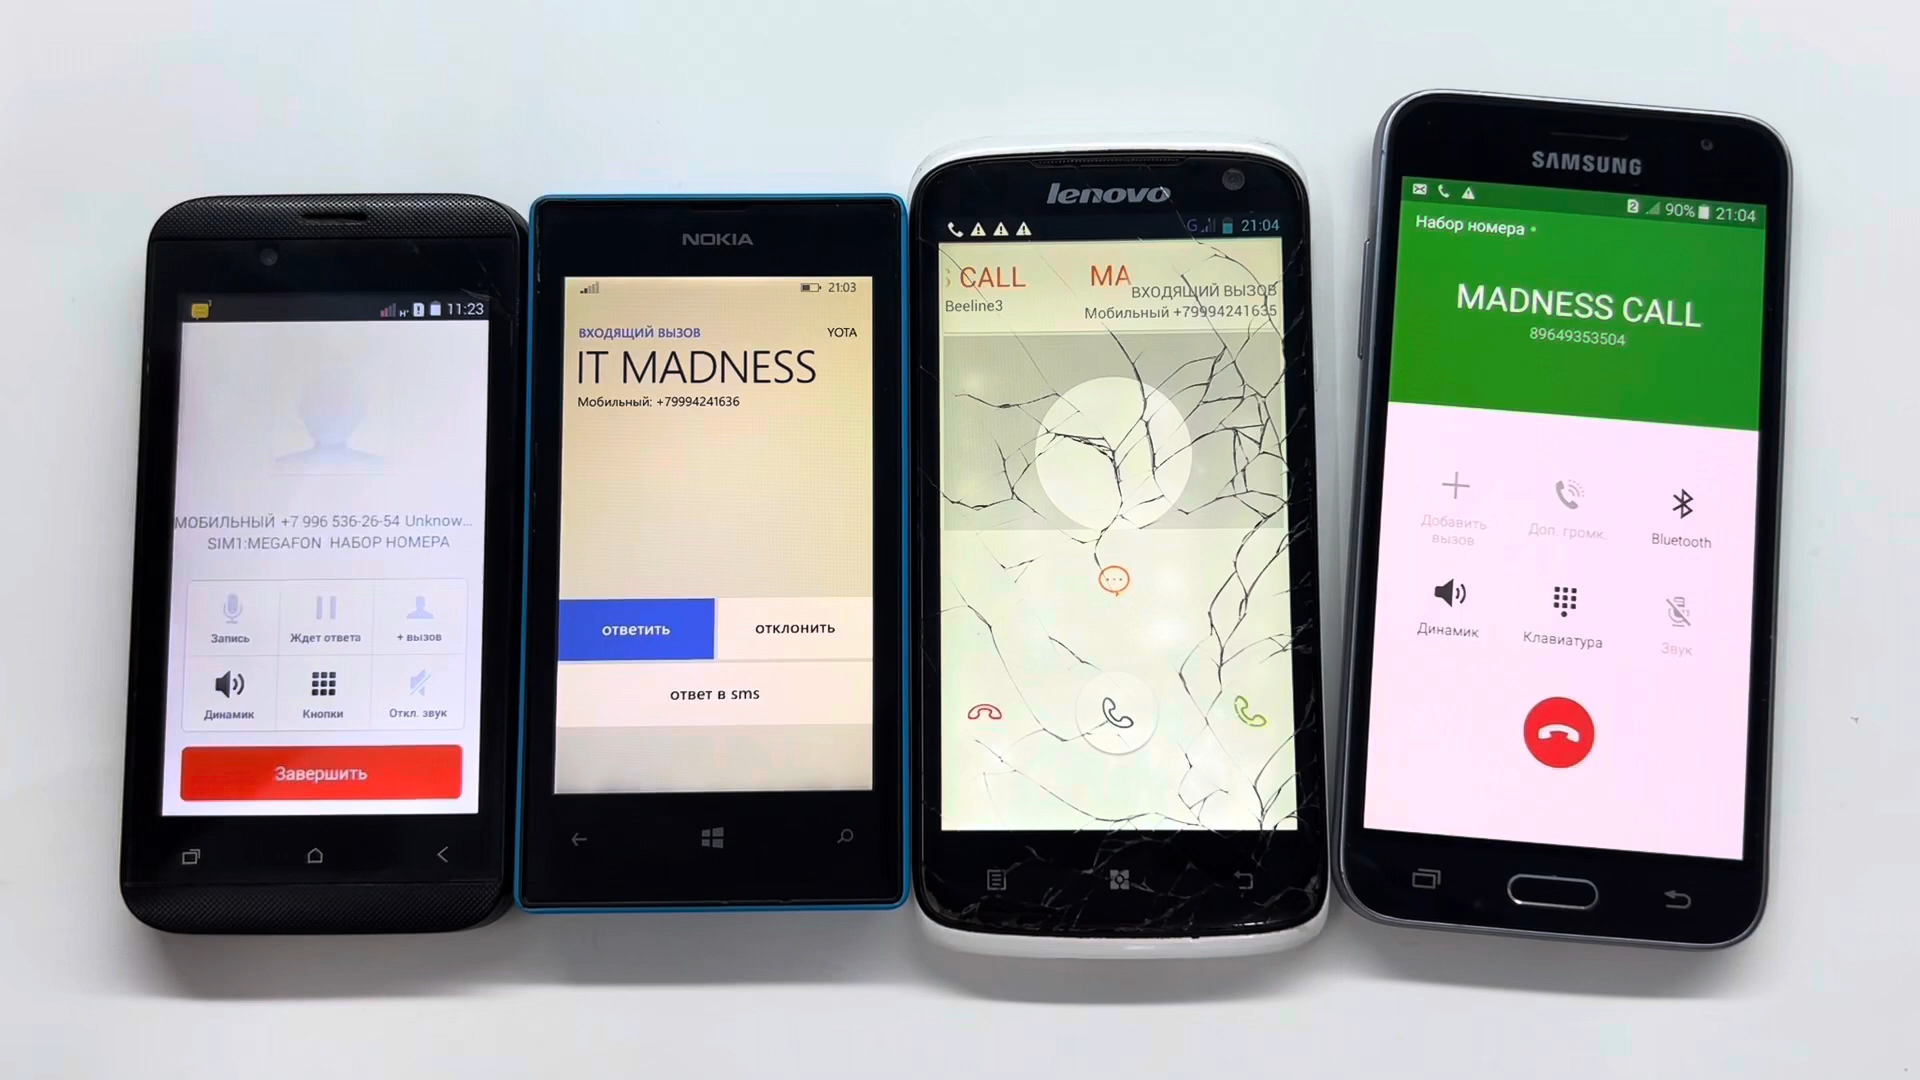 11:23
МОБИЛЬНЫЙ +7 996 536-26-54 Unknow...
SIM1:MEGAFON НАБОР НОМЕРА
Запись
Ждет ответа
+ вызов
Динамик
Кнопки
Откл. звук
Завершить
NOKIA
21:03
ВХОДЯЩИЙ ВЫЗОВ YOTA
IT MADNESS
Мобильный: +79994241636
ответить
отклонить
ответ в sms
lenovo
G 21:04
CALL MA
ВХОДЯЩИЙ ВЫЗОВ
Beeline3
Мобильный +79994241635
SAMSUNG
2 90% 21:04
Набор номера
MADNESS CALL
89649353504
Добавить вызов
Доп. громк.
Bluetooth
Динамик
Клавиатура
Звук